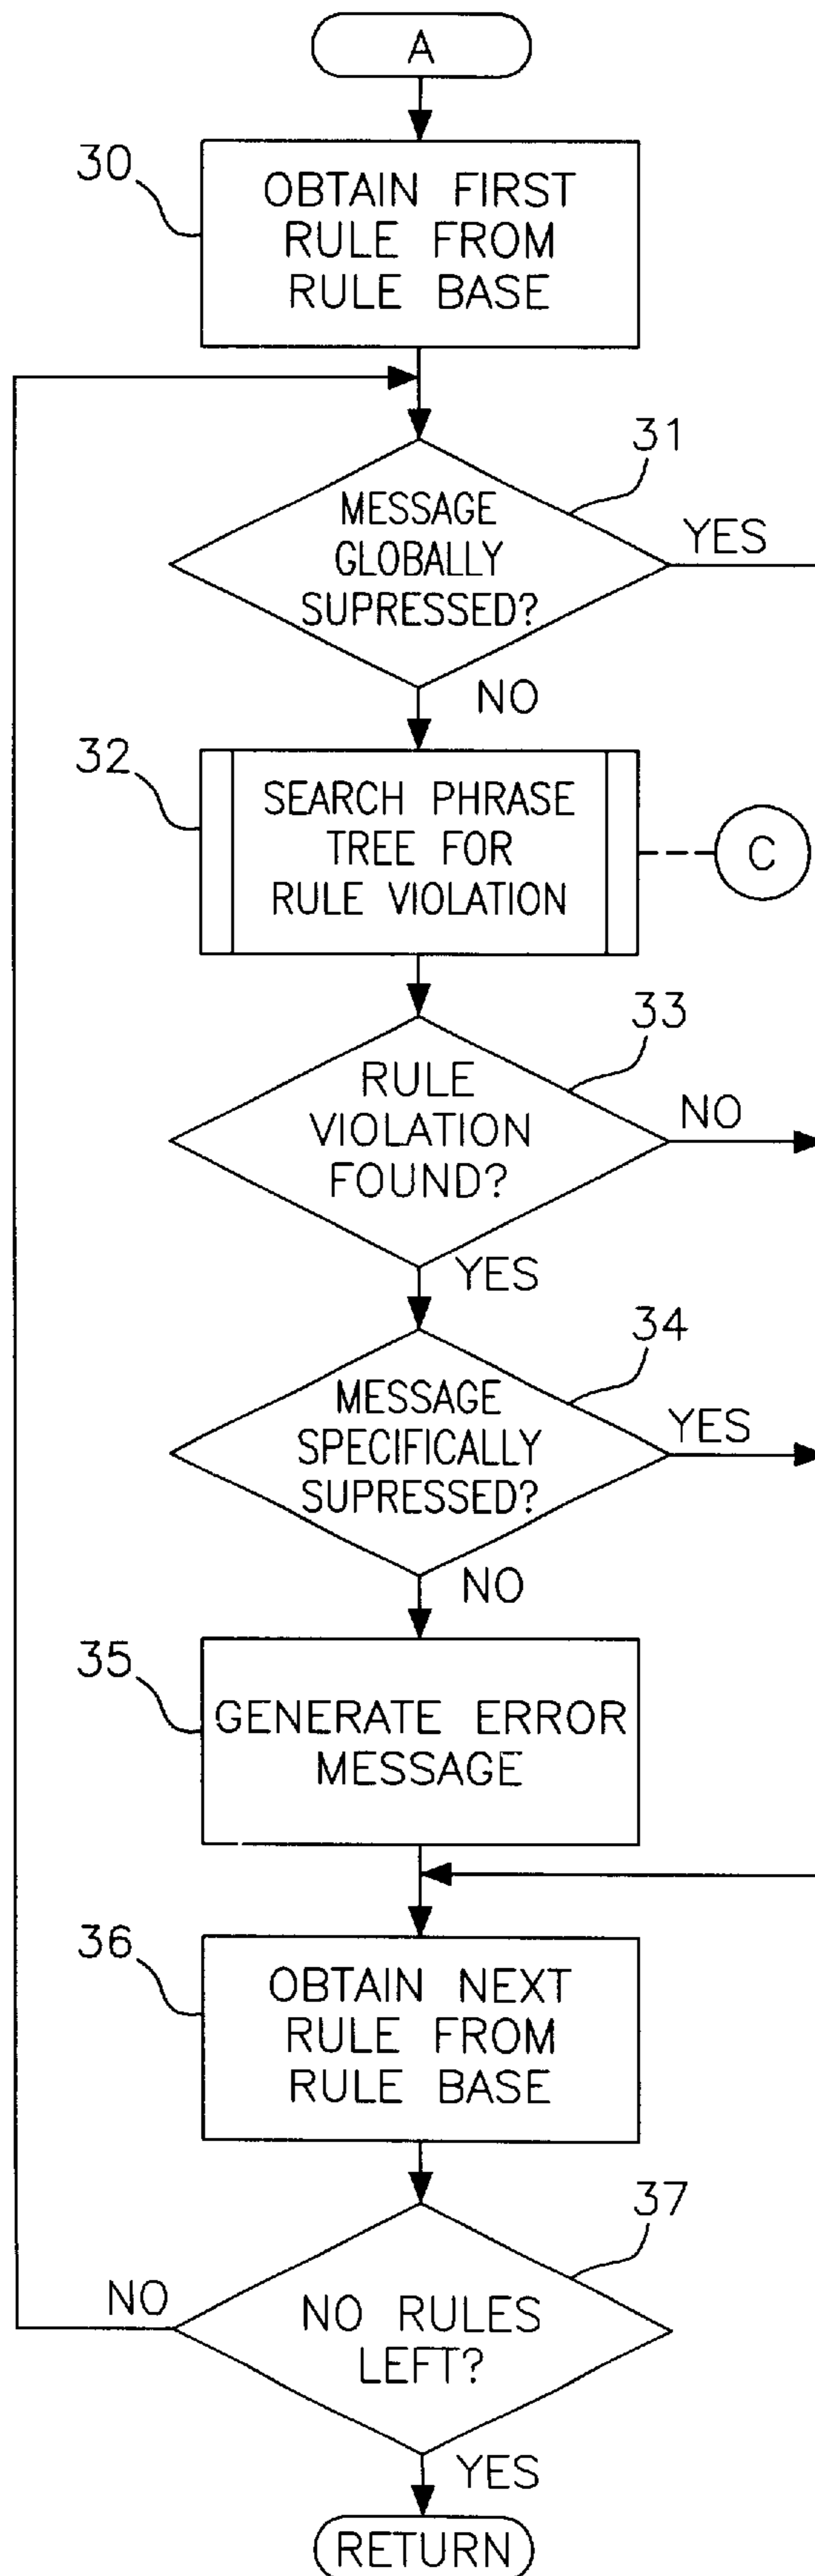 A
30
OBTAIN FIRST
RULE FROM
RULE BASE
31
MESSAGE
GLOBALLY
SUPRESSED?
YES
NO
32
SEARCH PHRASE
TREE FOR
RULE VIOLATION
C
33
RULE
VIOLATION
FOUND?
NO
YES
34
MESSAGE
SPECIFICALLY
SUPRESSED?
YES
NO
35
GENERATE ERROR
MESSAGE
36
OBTAIN NEXT
RULE FROM
RULE BASE
37
NO
NO RULES
LEFT?
YES
RETURN